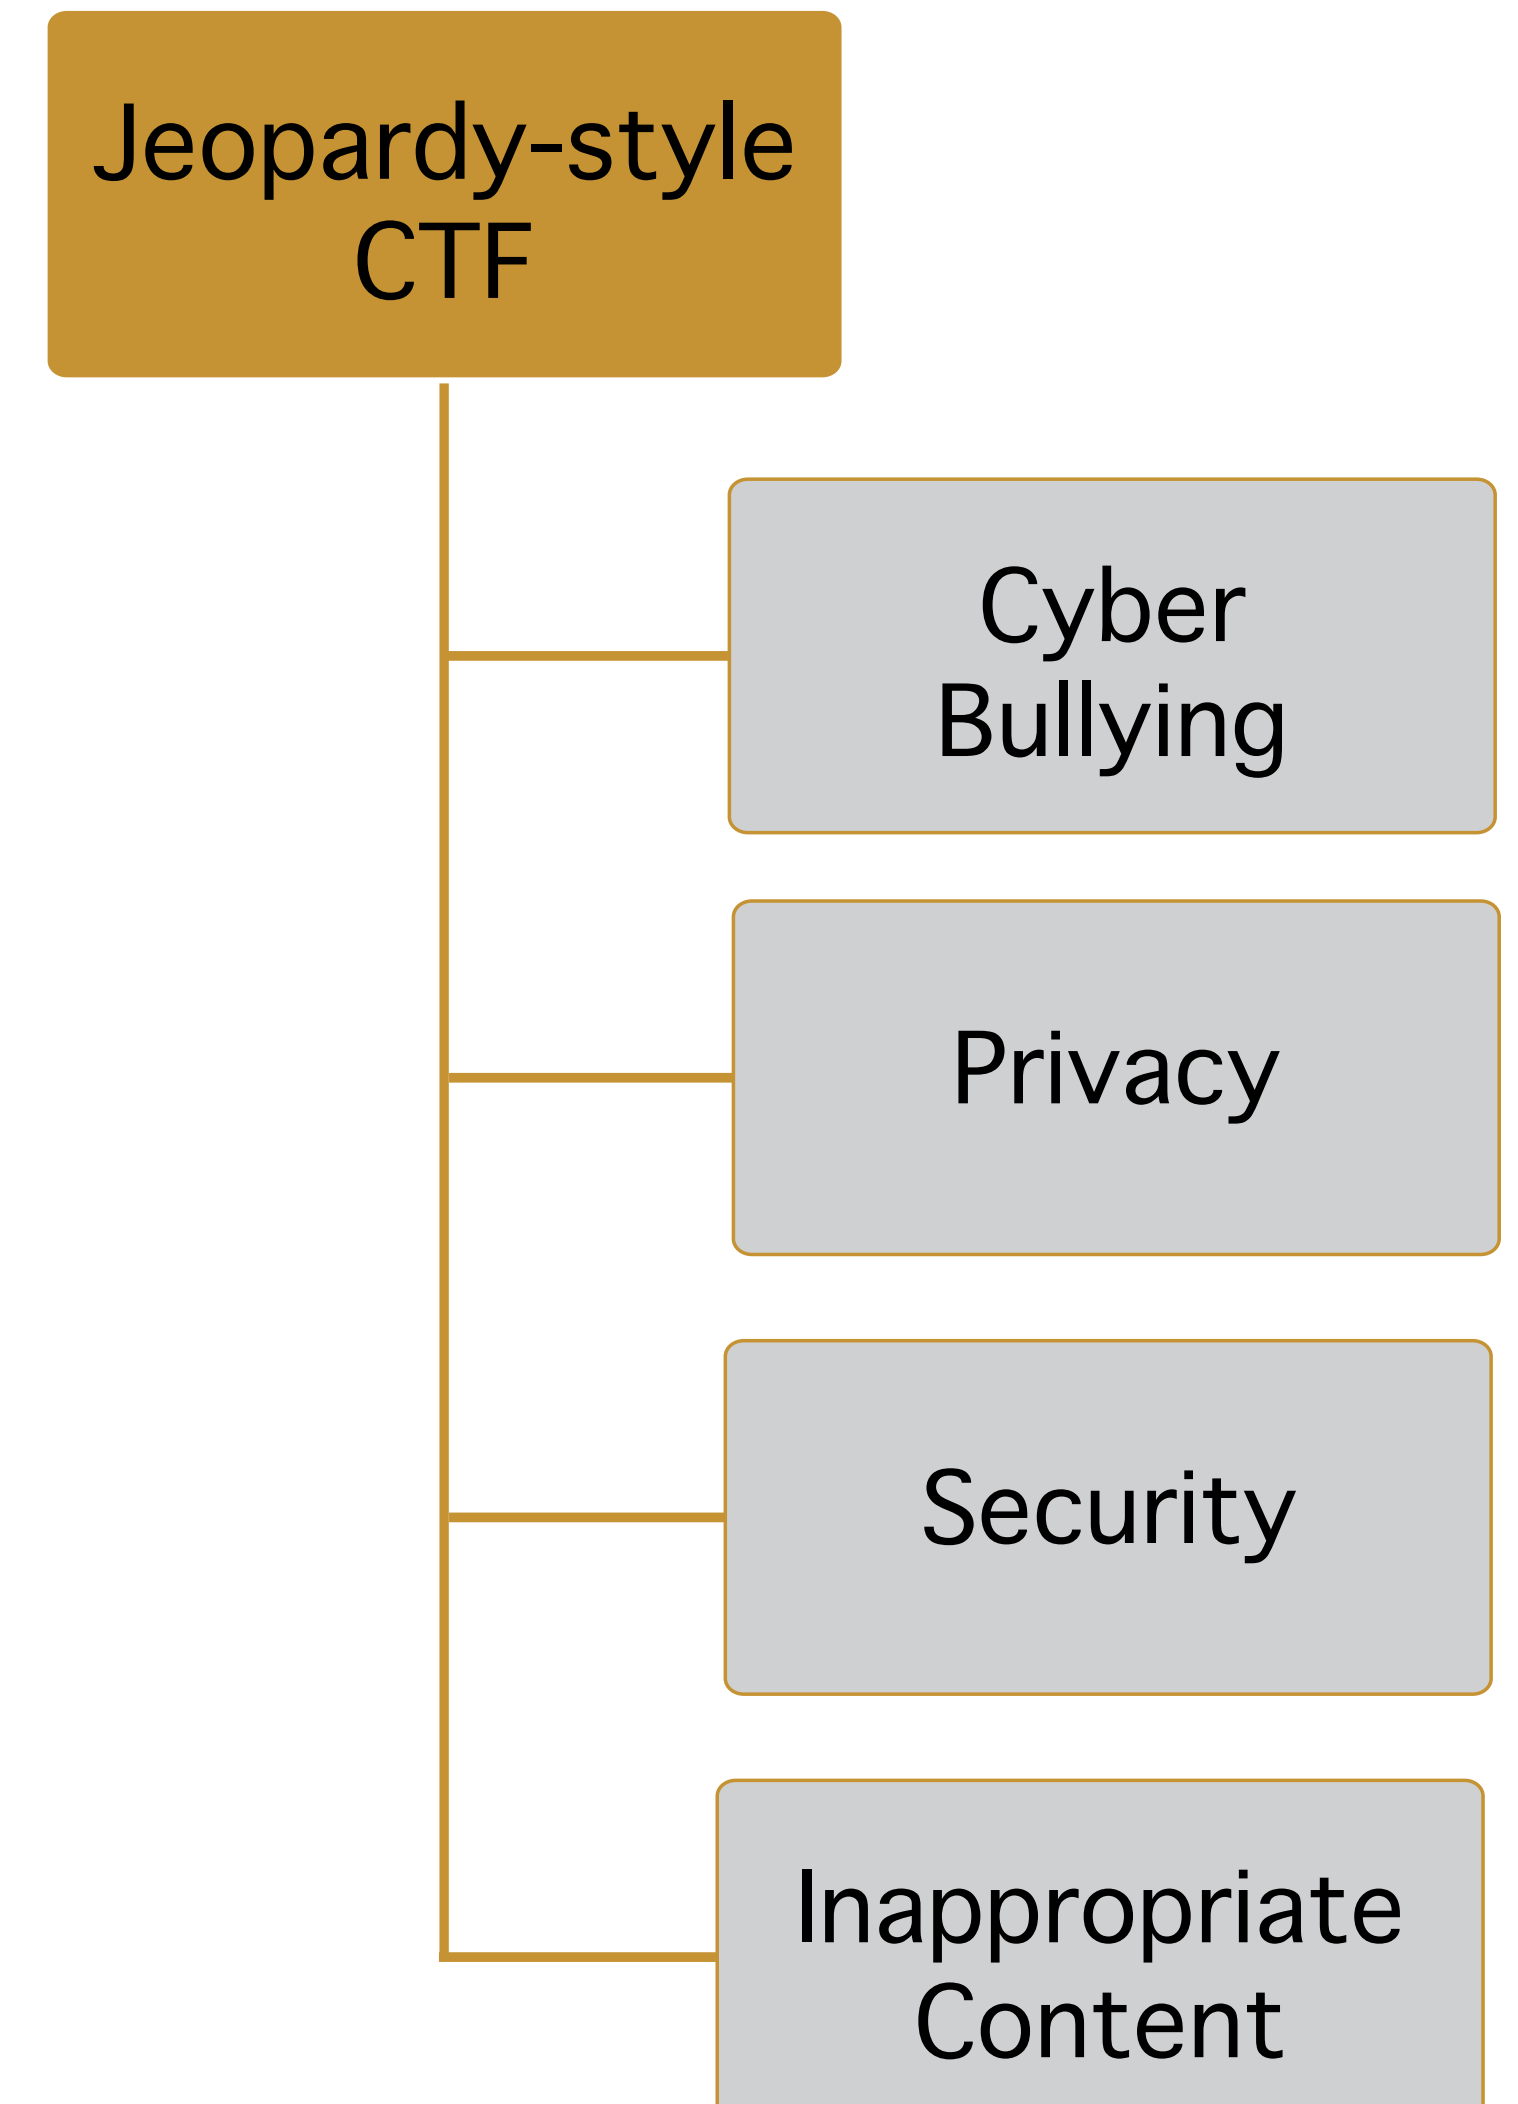 Jeopardy-style
CTF
Cyber
Bullying
Privacy
Security
Inappropriate
Content